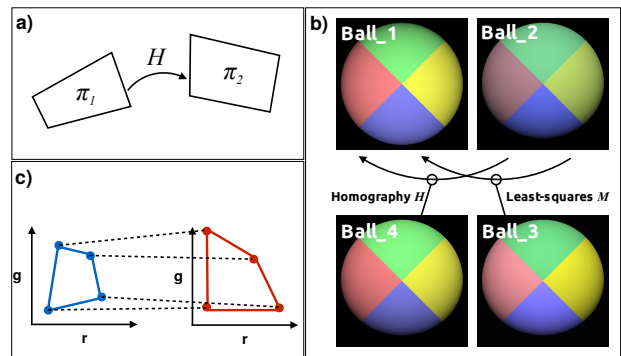 a)
H
π1
π2
b)
Ball_1
Ball_2
Homography H
Least-squares M
Ball_4
Ball_3
c)
g
r
g
r